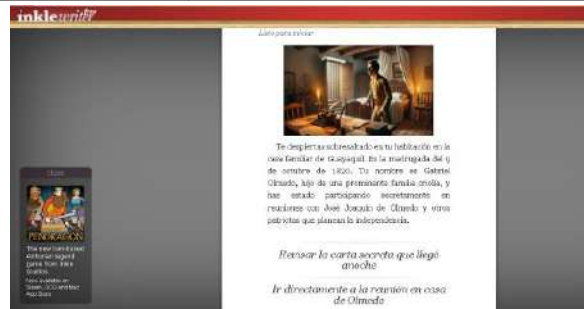 inklewriter
Listo para iniciar
Te despiertas sobresaltado en tu habitación en la
casa familiar de Guayaquil. Es la madrugada del 9
de octubre de 1820. Tu nombre es Gabriel
Olmedo, hijo de una prominente familia criolla, y
has estado participando secretamente en
reuniones con José Joaquín de Olmedo y otros
patriotas que planean la independencia.
Revisar la carta secreta que llegó
anoche
Ir directamente a la reunión en casa
de Olmedo
PENDRAGON
The new turn-based
Arthurian legend
game from inkle
Studios.
Now available on
App Store